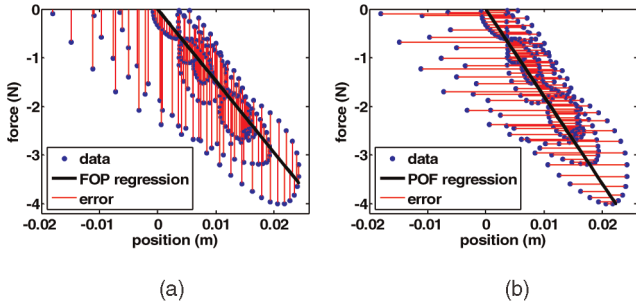 0
-1
-2
-3
-4
force (N)
data
FOP regression
error
-0.02 -0.01 0 0.01 0.02
position (m)
(a)
0
-1
-2
-3
-4
force (N)
data
POF regression
error
-0.02 -0.01 0 0.01 0.02
position (m)
(b)